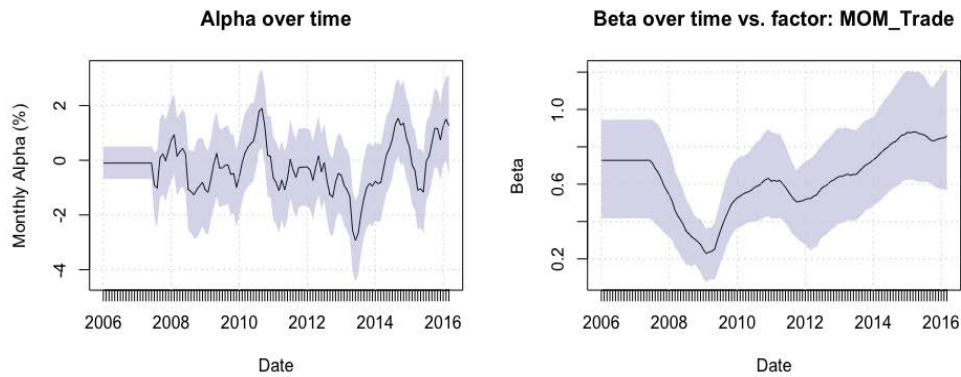 Alpha over time
Monthly Alpha (%)
2
0
-2
-4
2006 2008 2010 2012 2014 2016
Date
Beta over time vs. factor: MOM_Trade
Beta
1.0
0.6
0.2
2006 2008 2010 2012 2014 2016
Date